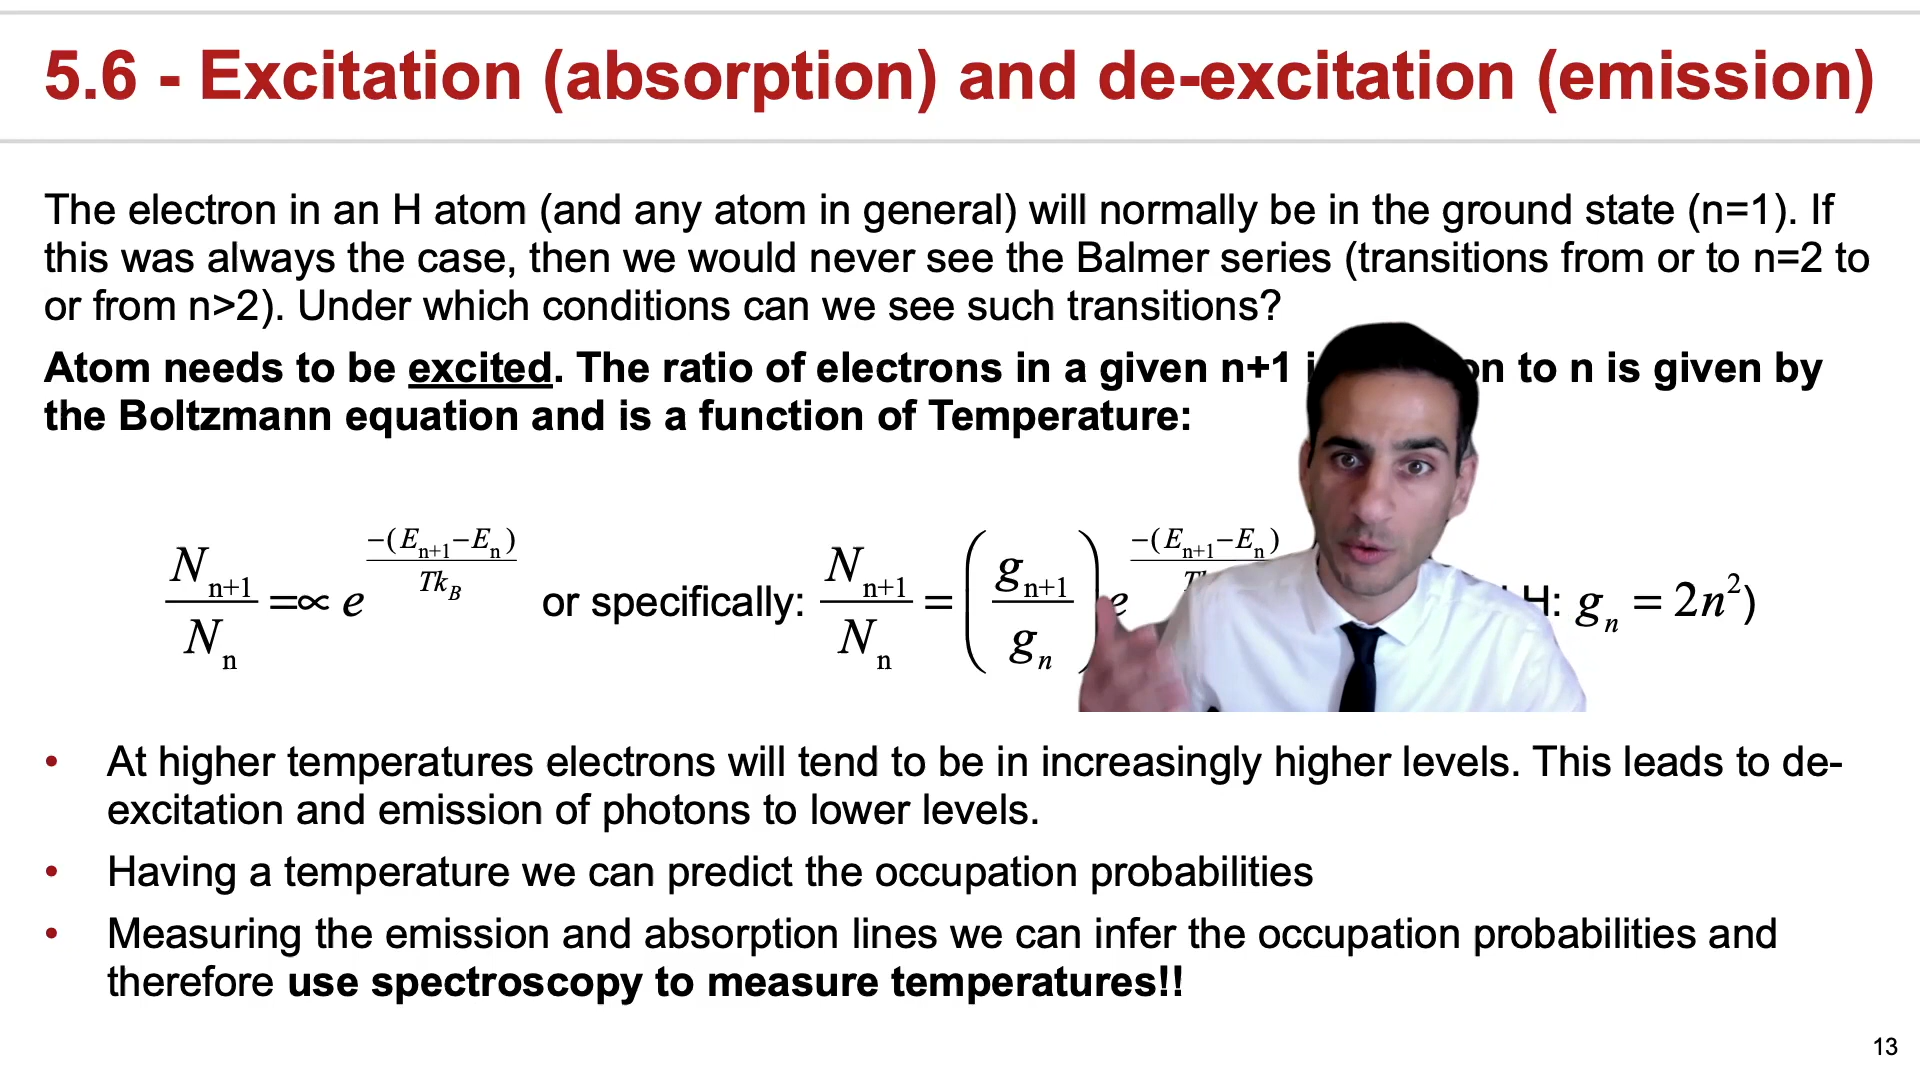 5.6 - Excitation (absorption) and de-excitation (emission)
The electron in an H atom (and any atom in general) will normally be in the ground state (n=1). If
this was always the case, then we would never see the Balmer series (transitions from or to n=2 to
or from n>2). Under which conditions can we see such transitions?
Atom needs to be excited. The ratio of electrons in a given n+1 to n is given by
the Boltzmann equation and is a function of Temperature:
N_{n+1}/N_n =∝ e^{-(E_{n+1}-E_n)/(Tk_B)} or specifically: N_{n+1}/N_n = (g_{n+1}/g_n) e^{-(E_{n+1}-E_n)/T} H: g_n = 2n^2)
• At higher temperatures electrons will tend to be in increasingly higher levels. This leads to de-
excitation and emission of photons to lower levels.
• Having a temperature we can predict the occupation probabilities
• Measuring the emission and absorption lines we can infer the occupation probabilities and
therefore use spectroscopy to measure temperatures!!
13